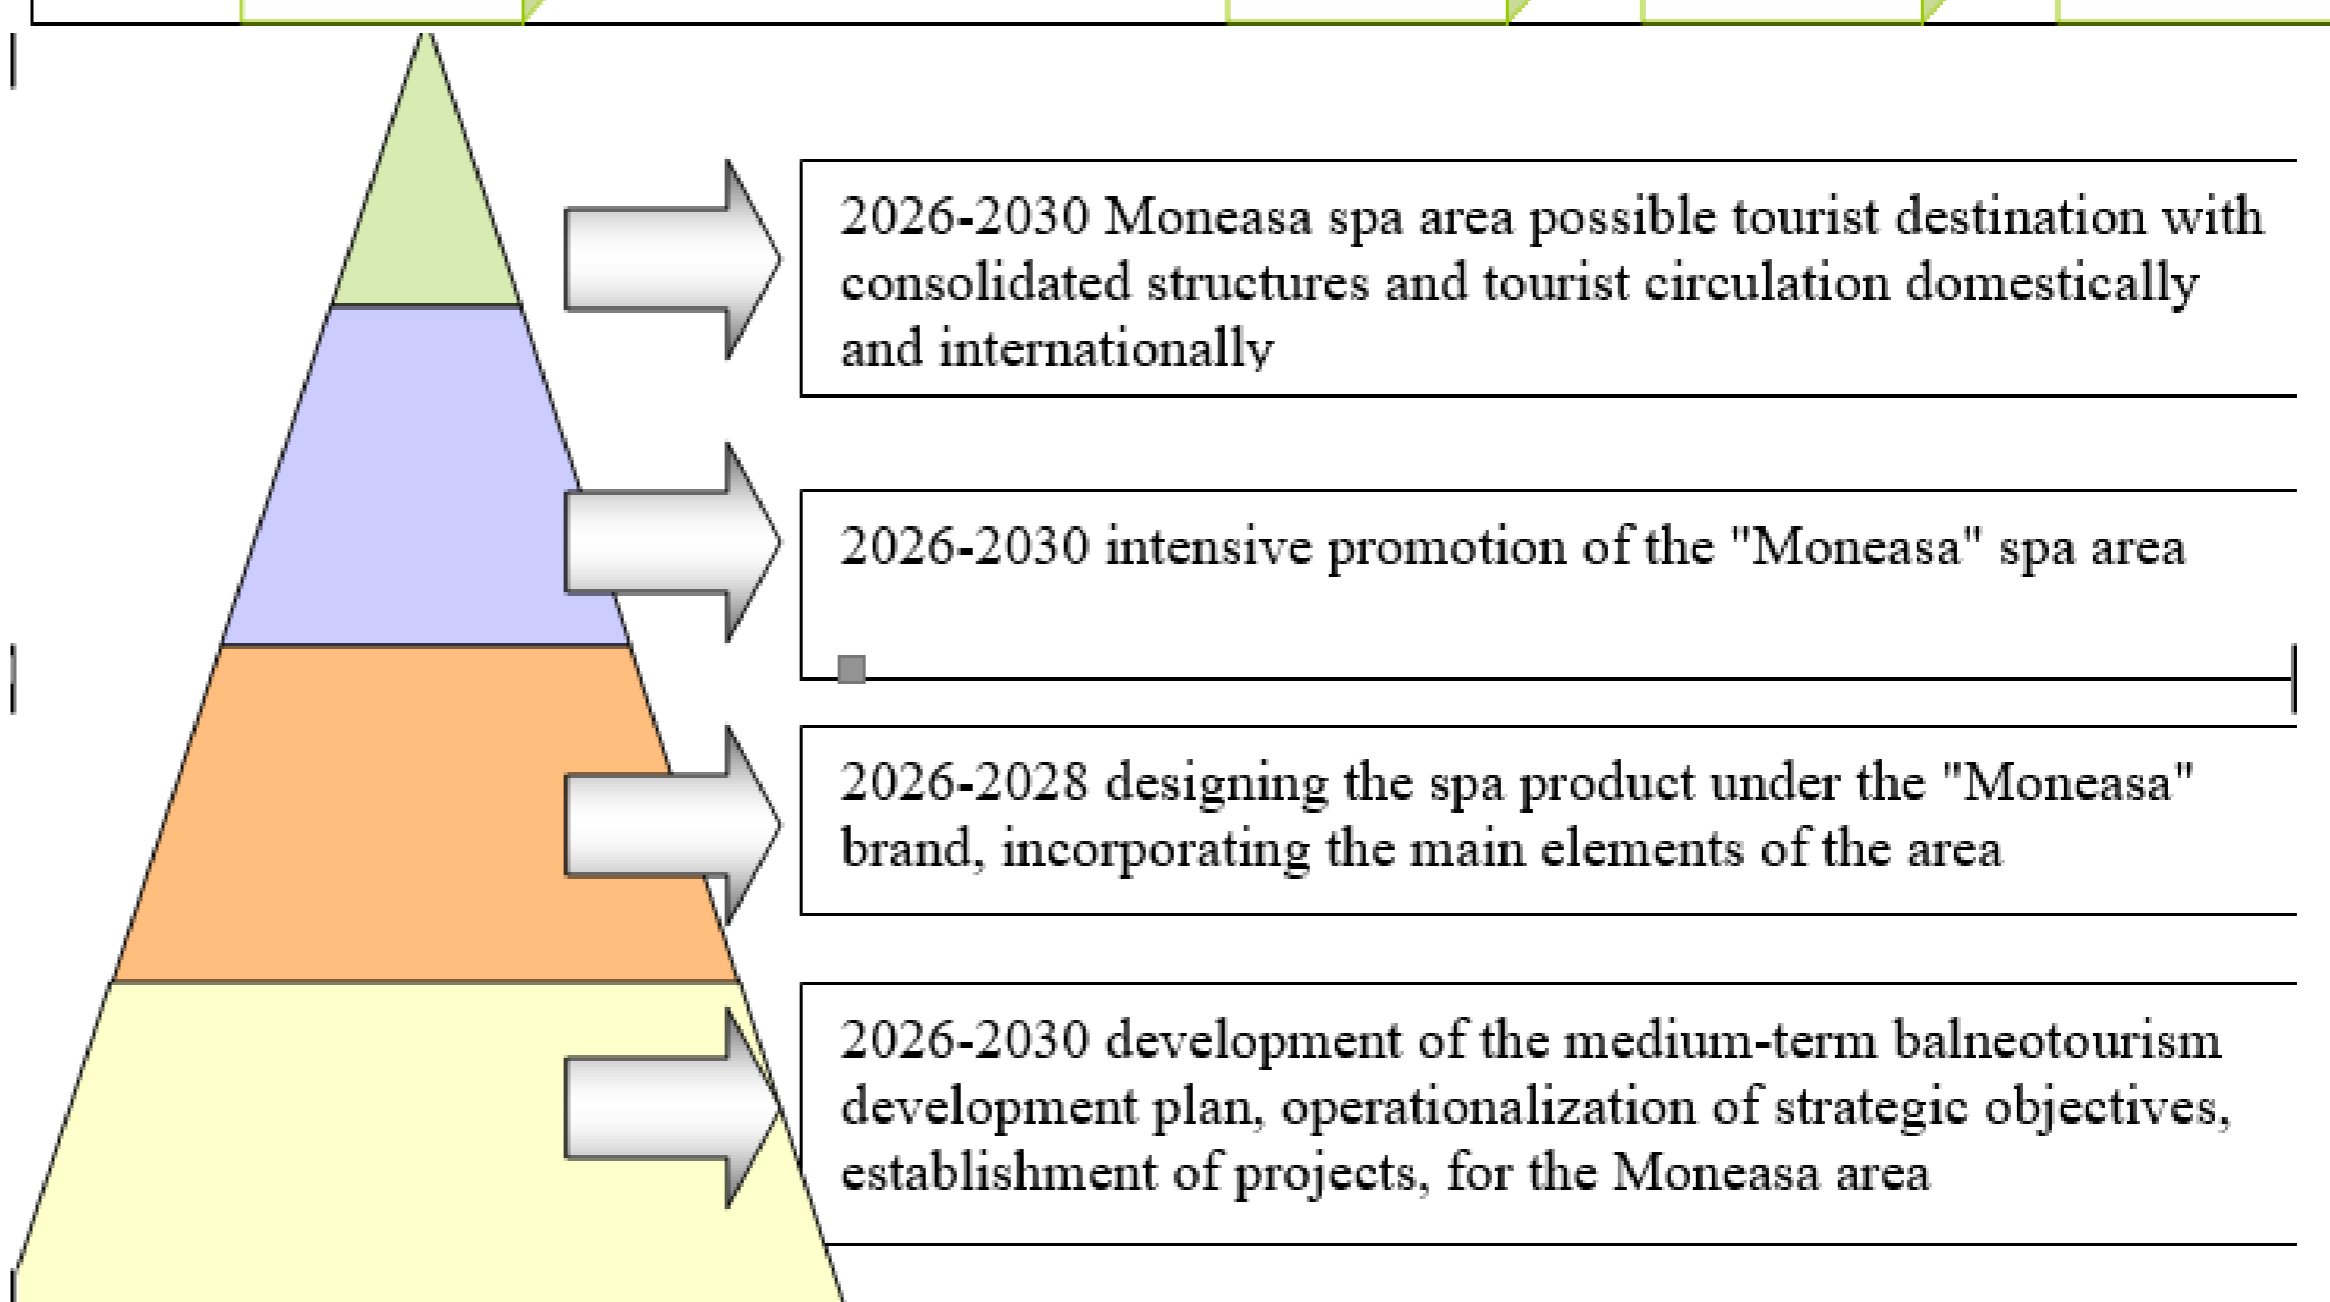 2026-2030 Moneasa spa area possible tourist destination with
consolidated structures and tourist circulation domestically
and internationally
2026-2030 intensive promotion of the "Moneasa" spa area
2026-2028 designing the spa product under the "Moneasa"
brand, incorporating the main elements of the area
2026-2030 development of the medium-term balneotourism
development plan, operationalization of strategic objectives,
establishment of projects, for the Moneasa area